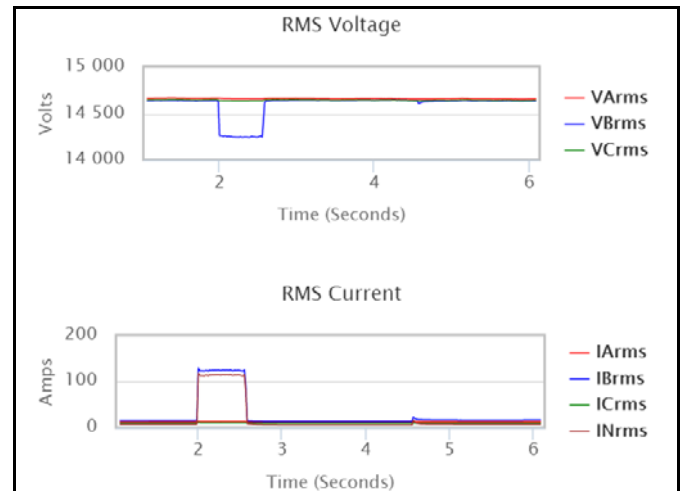 RMS Voltage
15 000
14 500
14 000
Volts
2
4
6
Time (Seconds)
VArms
VBrms
VCrms
RMS Current
200
100
0
Amps
2
3
4
5
6
Time (Seconds)
IArms
IBrms
ICrms
INrms